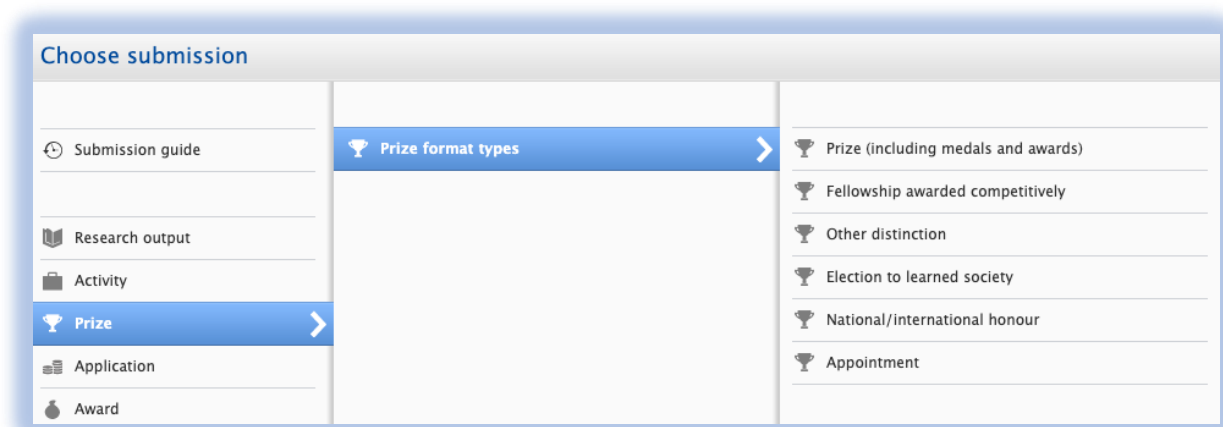 Choose submission
Submission guide
Research output
Activity
Prize
Application
Award
Prize format types
Prize (including medals and awards)
Fellowship awarded competitively
Other distinction
Election to learned society
National/international honour
Appointment